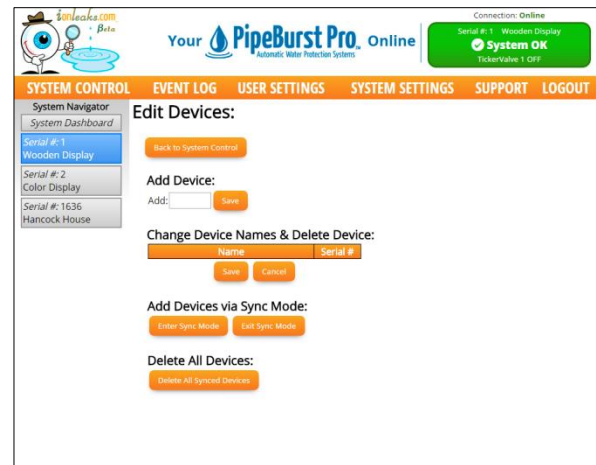 ionleaks.com
Beta
Your PipeBurst Pro™ Online
Automatic Water Protection Systems
Connection: Online
Serial #: 1 Wooden Display
System OK
TickerValve 1 OFF
SYSTEM CONTROL EVENT LOG USER SETTINGS SYSTEM SETTINGS SUPPORT LOGOUT
System Navigator
System Dashboard
Serial #: 1
Wooden Display
Serial #: 2
Color Display
Serial #: 1636
Hancock House
Edit Devices:
Back to System Control
Add Device:
Add:
Save
Change Device Names & Delete Device:
Name Serial #
Save Cancel
Add Devices via Sync Mode:
Enter Sync Mode Exit Sync Mode
Delete All Devices:
Delete All Synced Devices